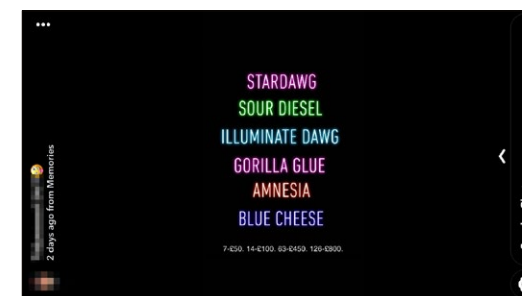 STARDAWG
SOUR DIESEL
ILLUMINATE DAWG
GORILLA GLUE
AMNESIA
BLUE CHEESE
7-£50. 14-£100. 63-£450. 126-£800.
2 days ago from Memories